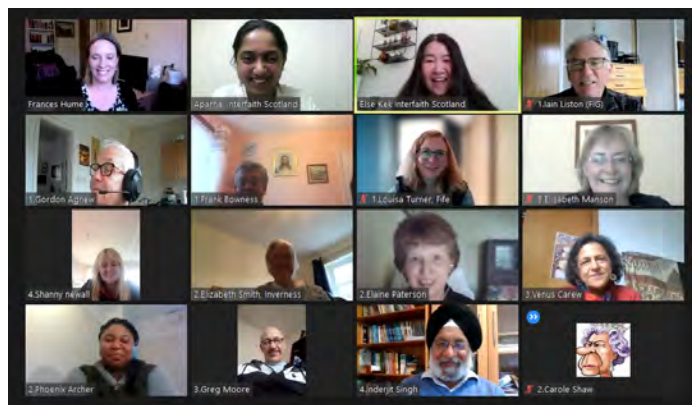 Frances Hume
Aparna Interfaith Scotland
Else Kek Interfaith Scotland
1.Iain Liston (FIG)
1.Gordon Agnew
1.Frank Bowness
1.Louisa Turner, Fife
3.Elisabeth Manson
4.Shanny newall
2.Elizabeth Smith, Inverness
2.Elaine Paterson
3.Venus Carew
2.Phoenix Archer
3.Greg Moore
4.Inderjit Singh
2.Carole Shaw